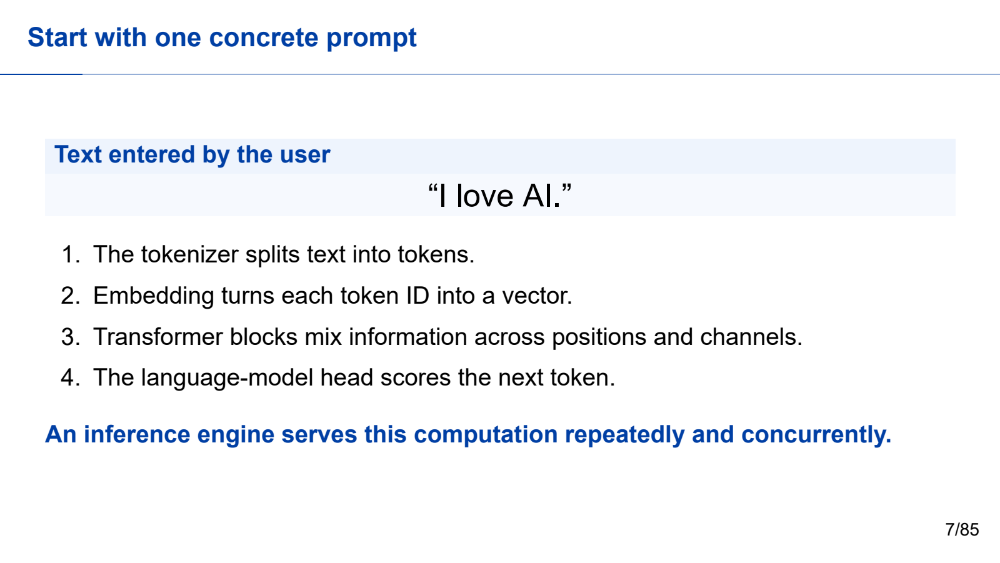 Start with one concrete prompt
Text entered by the user
“I love AI.”
1. The tokenizer splits text into tokens.
2. Embedding turns each token ID into a vector.
3. Transformer blocks mix information across positions and channels.
4. The language-model head scores the next token.
An inference engine serves this computation repeatedly and concurrently.
7/85